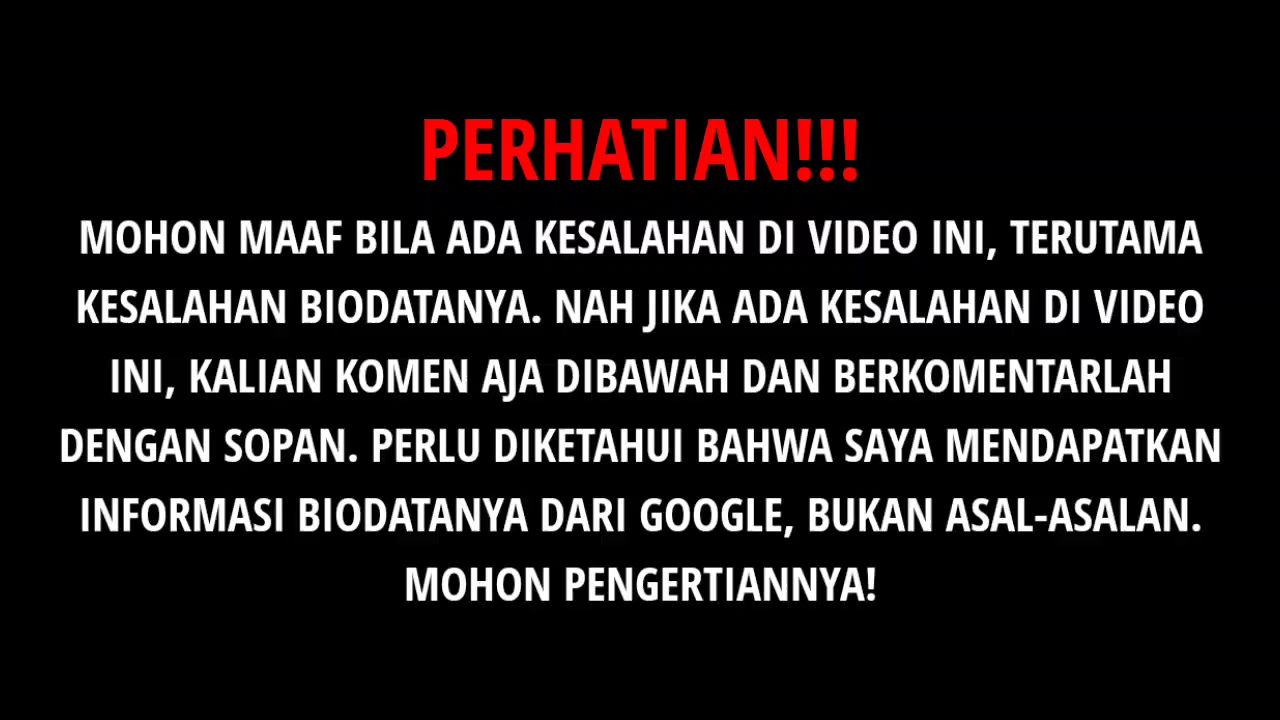 PERHATIAN!!!
MOHON MAAF BILA ADA KESALAHAN DI VIDEO INI, TERUTAMA
KESALAHAN BIODATANYA. NAH JIKA ADA KESALAHAN DI VIDEO
INI, KALIAN KOMEN AJA DIBAWAH DAN BERKOMENTARLAH
DENGAN SOPAN. PERLU DIKETAHUI BAHWA SAYA MENDAPATKAN
INFORMASI BIODATANYA DARI GOOGLE, BUKAN ASAL-ASALAN.
MOHON PENGERTIANNYA!